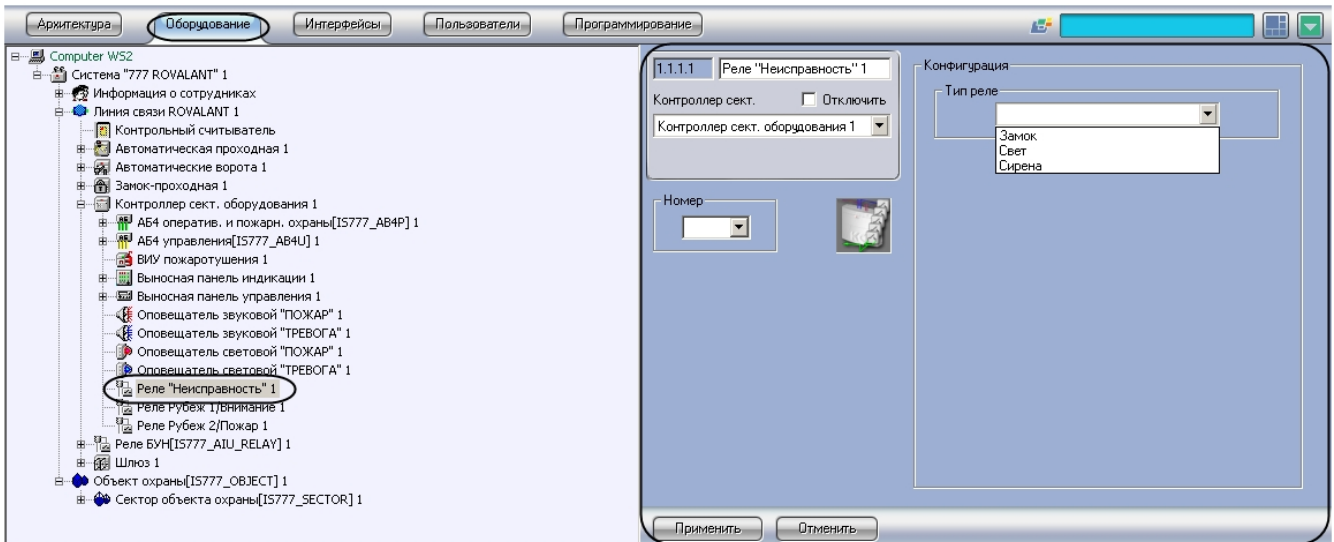 Архитектура Оборудование Интерфейсы Пользователи Программирование
Computer WS2
Система "777 ROVALANT" 1
Информация о сотрудниках
Линия связи ROVALANT 1
Контрольный считыватель
Автоматическая проходная 1
Автоматические ворота 1
Замок-проходная 1
Контроллер сект. оборудования 1
АБ4 оператив. и пожарн. охраны[IS777_AB4P] 1
АБ4 управления[IS777_AB4U] 1
ВИУ пожаротушения 1
Выносная панель индикации 1
Выносная панель управления 1
Оповещатель звуковой "ПОЖАР" 1
Оповещатель звуковой "ТРЕВОГА" 1
Оповещатель световой "ПОЖАР" 1
Оповещатель световой "ТРЕВОГА" 1
Реле "Неисправность" 1
Реле Рубеж 1/Внимание 1
Реле Рубеж 2/Пожар 1
Реле БУН[IS777_AIU_RELAY] 1
Шлюз 1
Объект охраны[IS777_OBJECT] 1
Сектор объекта охраны[IS777_SECTOR] 1
1.1.1.1 Реле "Неисправность" 1
Контроллер сект. Отключить
Контроллер сект. оборудования 1
Номер
Конфигурация
Тип реле
Замок
Свет
Сирена
Применить Отменить